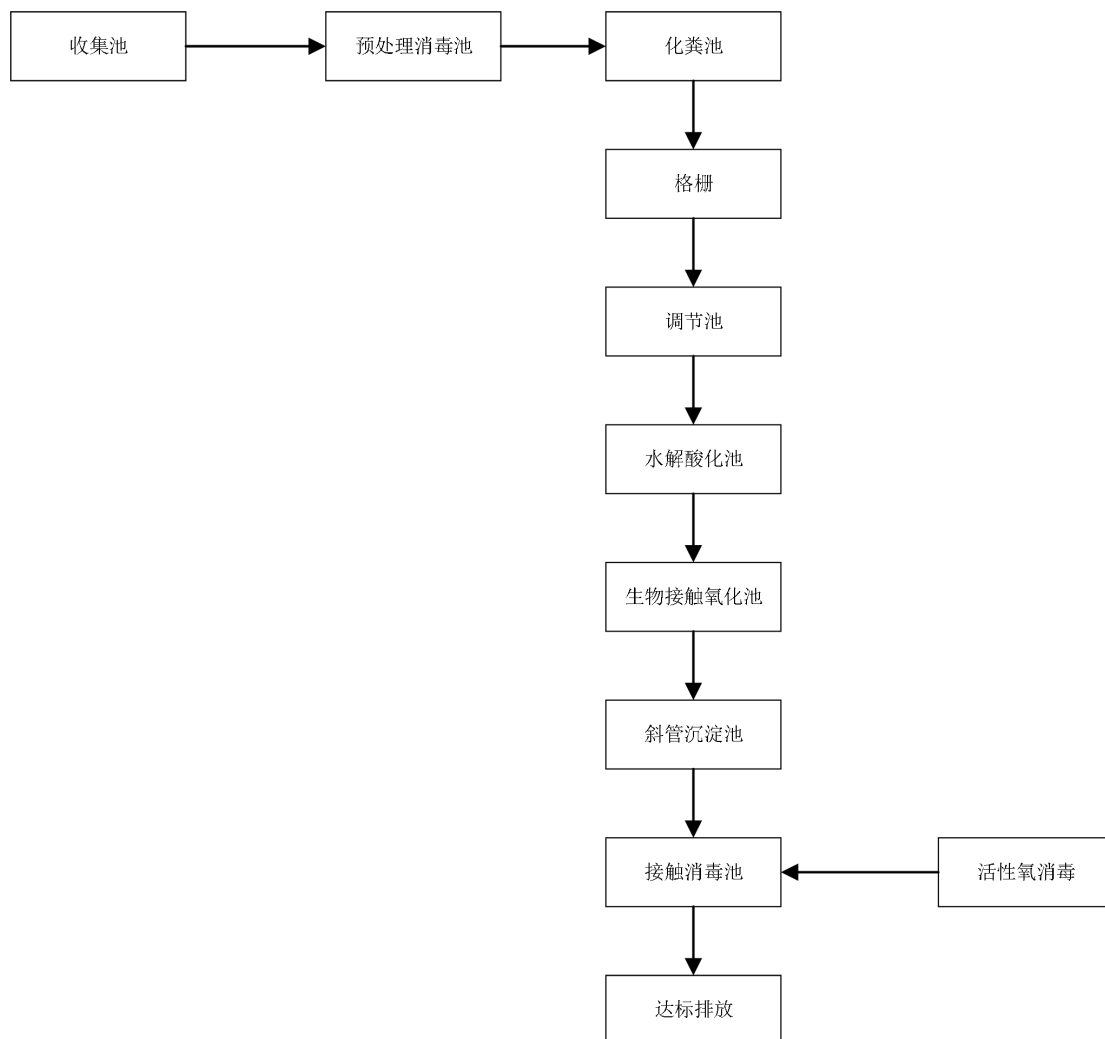 收集池
预处理消毒池
化粪池
格栅
调节池
水解酸化池
生物接触氧化池
斜管沉淀池
接触消毒池
活性氧消毒
达标排放